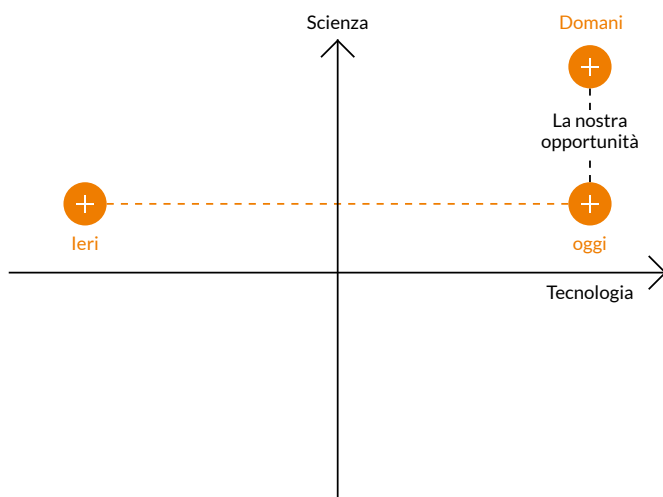 Scienza
Domani
La nostra
opportunità
Ieri
oggi
Tecnologia